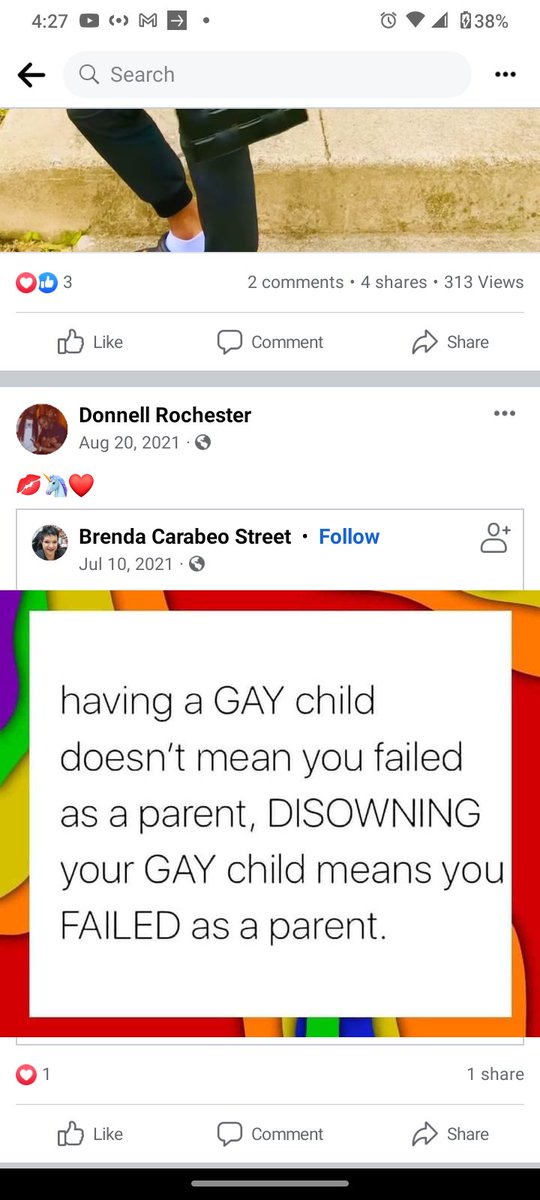 4:27
38%
Search
3
2 comments • 4 shares • 313 Views
Like
Comment
Share
Donnell Rochester
Aug 20, 2021 ·
💋🦄♥️
Brenda Carabeo Street • Follow
Jul 10, 2021 ·
having a GAY child
doesn't mean you failed
as a parent, DISOWNING
your GAY child means you
FAILED as a parent.
1
1 share
Like
Comment
Share